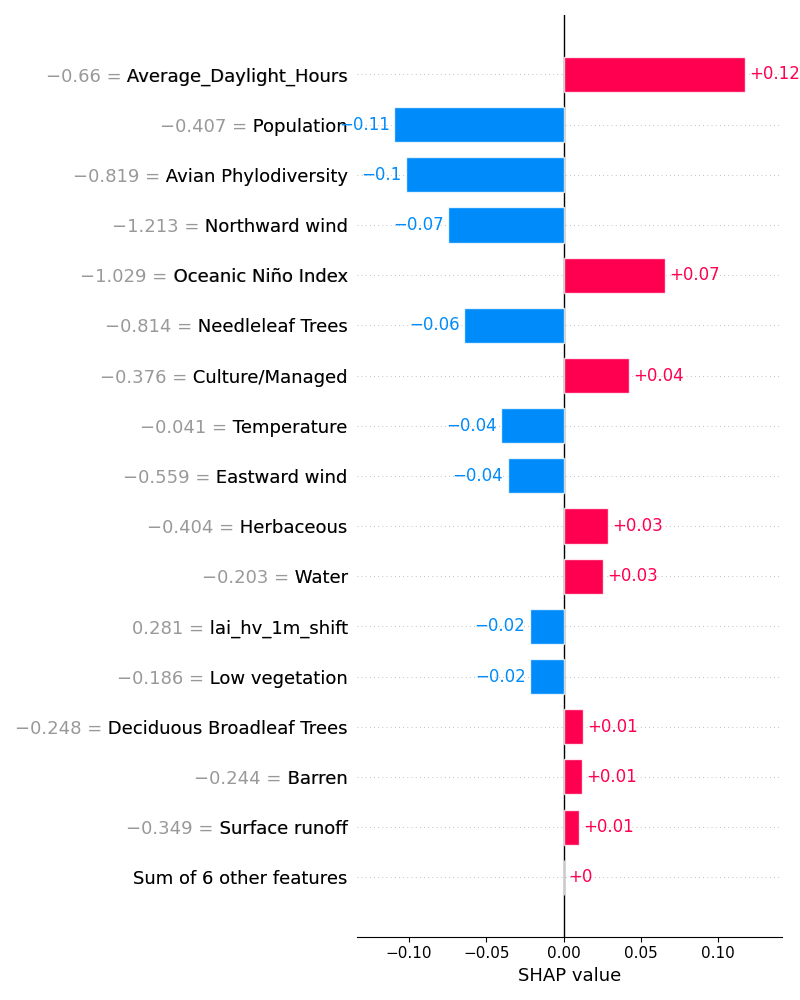 −0.66 = Average_Daylight_Hours +0.12
−0.407 = Population −0.11
−0.819 = Avian Phylodiversity −0.1
−1.213 = Northward wind −0.07
−1.029 = Oceanic Niño Index +0.07
−0.814 = Needleleaf Trees −0.06
−0.376 = Culture/Managed +0.04
−0.041 = Temperature −0.04
−0.559 = Eastward wind −0.04
−0.404 = Herbaceous +0.03
−0.203 = Water +0.03
0.281 = lai_hv_1m_shift −0.02
−0.186 = Low vegetation −0.02
−0.248 = Deciduous Broadleaf Trees +0.01
−0.244 = Barren +0.01
−0.349 = Surface runoff +0.01
Sum of 6 other features +0
−0.10 −0.05 0.00 0.05 0.10
SHAP value